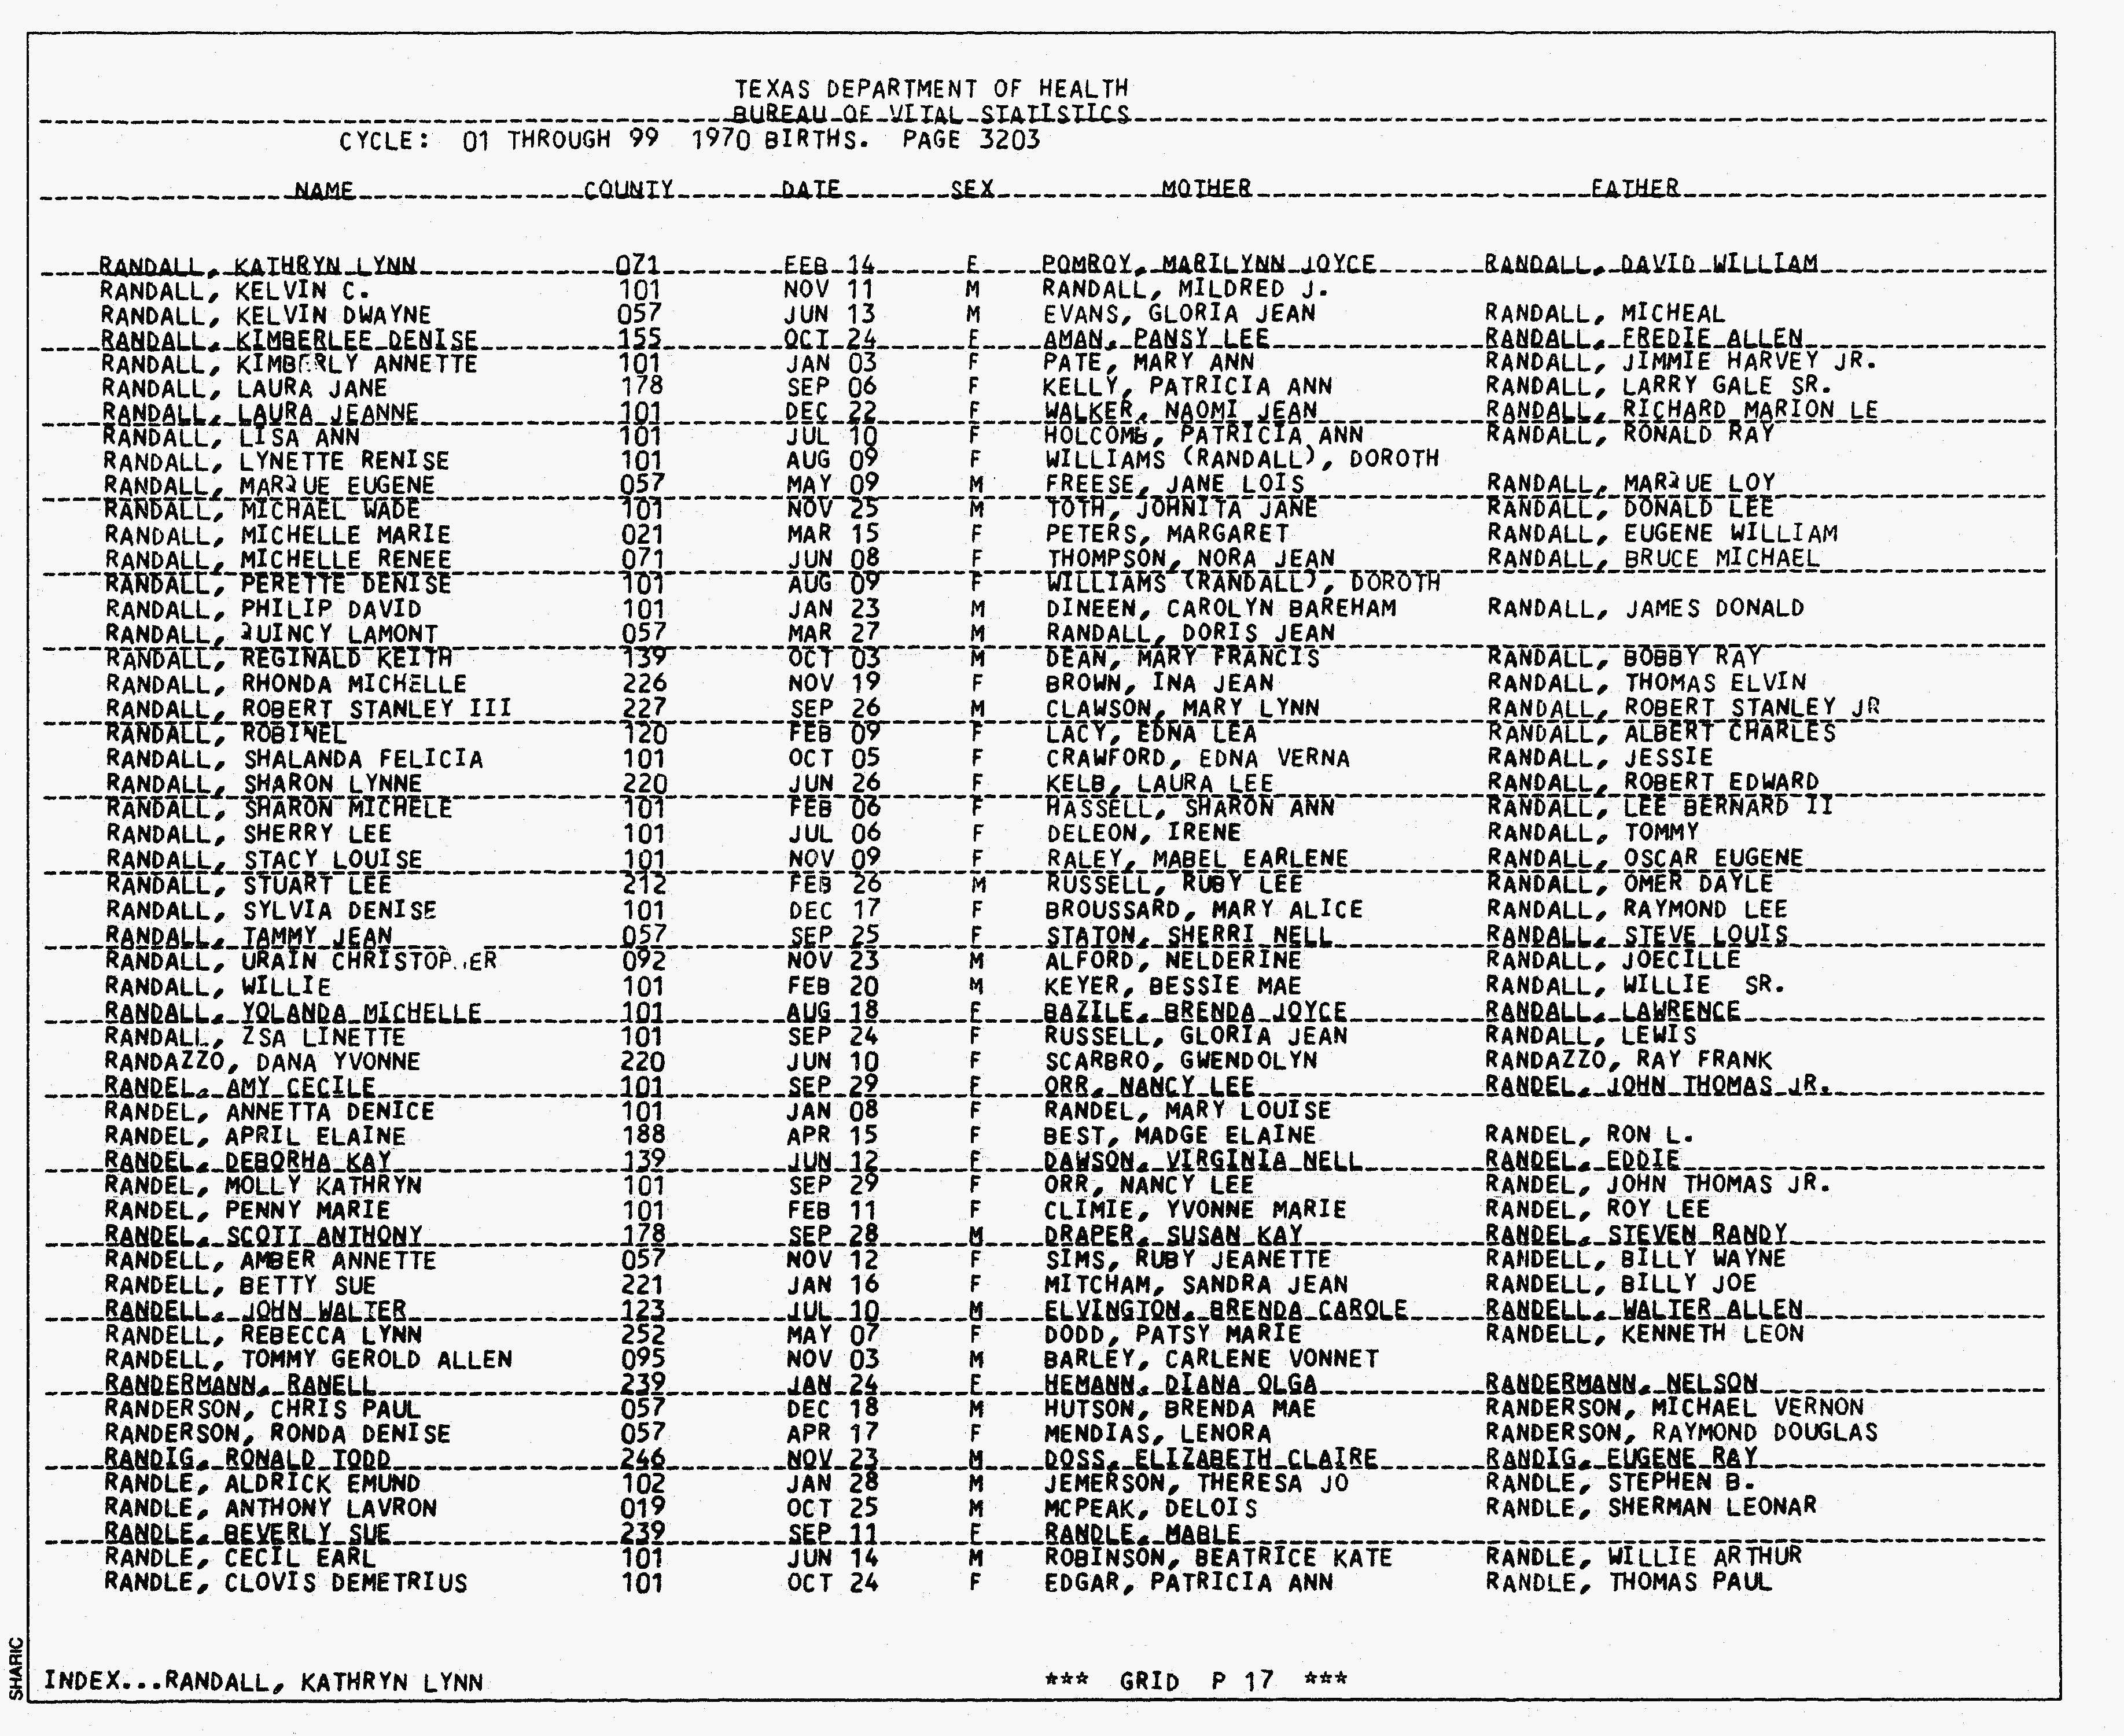 TEXAS DEPARTMENT OF HEALTH
BUREAU OF VITAL STATISTICS
CYCLE: 01 THROUGH 99 1970 BIRTHS. PAGE 3203
NAME COUNTY DATE SEX MOTHER FATHER
RANDALL, KATHRYN LYNN 071 FEB 14 F POMROY, MARILYNN JOYCE RANDALL, DAVID WILLIAM
RANDALL, KELVIN C. 101 NOV 11 M RANDALL, MILDRED J.
RANDALL, KELVIN DWAYNE 057 JUN 13 M EVANS, GLORIA JEAN RANDALL, MICHEAL
RANDALL, KIMBERLEE DENISE 155 OCT 24 F AMAN, PANSY LEE RANDALL, FREDIE ALLEN
RANDALL, KIMBERLY ANNETTE 101 JAN 03 F PATE, MARY ANN RANDALL, JIMMIE HARVEY JR.
RANDALL, LAURA JANE 178 SEP 06 F KELLY, PATRICIA ANN RANDALL, LARRY GALE SR.
RANDALL, LAURA JEANNE 101 DEC 22 F WALKER, NAOMI JEAN RANDALL, RICHARD MARION LE
RANDALL, LISA ANN 101 JUL 10 F HOLCOMB, PATRICIA ANN RANDALL, RONALD RAY
RANDALL, LYNETTE RENISE 101 AUG 09 F WILLIAMS (RANDALL), DOROTH
RANDALL, MARQUE EUGENE 057 MAY 09 M FREESE, JANE LOIS RANDALL, MARQUE LOY
RANDALL, MICHAEL WADE 101 NOV 25 M TOTH, JOHNITA JANE RANDALL, DONALD LEE
RANDALL, MICHELLE MARIE 021 MAR 15 F PETERS, MARGARET RANDALL, EUGENE WILLIAM
RANDALL, MICHELLE RENEE 071 JUN 08 F THOMPSON, NORA JEAN RANDALL, BRUCE MICHAEL
RANDALL, PERETTE DENISE 101 AUG 09 F WILLIAMS (RANDALL), DOROTH
RANDALL, PHILIP DAVID 101 JAN 23 M DINEEN, CAROLYN BAREHAM RANDALL, JAMES DONALD
RANDALL, QUINCY LAMONT 057 MAR 27 M RANDALL, DORIS JEAN
RANDALL, REGINALD KEITH 139 OCT 03 M DEAN, MARY FRANCIS RANDALL, BOBBY RAY
RANDALL, RHONDA MICHELLE 226 NOV 19 F BROWN, INA JEAN RANDALL, THOMAS ELVIN
RANDALL, ROBERT STANLEY III 227 SEP 26 M CLAWSON, MARY LYNN RANDALL, ROBERT STANLEY JR
RANDALL, ROBINEL 120 FEB 09 F LACY, EDNA LEA RANDALL, ALBERT CHARLES
RANDALL, SHALANDA FELICIA 101 OCT 05 F CRAWFORD, EDNA VERNA RANDALL, JESSIE
RANDALL, SHARON LYNNE 220 JUN 26 F KELB, LAURA LEE RANDALL, ROBERT EDWARD
RANDALL, SHARON MICHELE 101 FEB 06 F HASSELL, SHARON ANN RANDALL, LEE BERNARD II
RANDALL, SHERRY LEE 101 JUL 06 F DELEON, IRENE RANDALL, TOMMY
RANDALL, STACY LOUISE 101 NOV 09 F RALEY, MABEL EARLENE RANDALL, OSCAR EUGENE
RANDALL, STUART LEE 212 FEB 26 M RUSSELL, RUBY LEE RANDALL, OMER DAYLE
RANDALL, SYLVIA DENISE 101 DEC 17 F BROUSSARD, MARY ALICE RANDALL, RAYMOND LEE
RANDALL, TAMMY JEAN 057 SEP 25 F STATON, SHERRI NELL RANDALL, STEVE LOUIS
RANDALL, URAIN CHRISTOPHER 092 NOV 23 M ALFORD, NELDERINE RANDALL, JOECILLE
RANDALL, WILLIE 101 FEB 20 M KEYER, BESSIE MAE RANDALL, WILLIE SR.
RANDALL, YOLANDA MICHELLE 101 AUG 18 F BAZILE, BRENDA JOYCE RANDALL, LAWRENCE
RANDALL, ZSA LINETTE 101 SEP 24 F RUSSELL, GLORIA JEAN RANDALL, LEWIS
RANDAZZO, DANA YVONNE 220 JUN 10 F SCARBRO, GWENDOLYN RANDAZZO, RAY FRANK
RANDEL, AMY CECILE 101 SEP 29 F ORR, NANCY LEE RANDEL, JOHN THOMAS JR.
RANDEL, ANNETTA DENICE 101 JAN 08 F RANDEL, MARY LOUISE
RANDEL, APRIL ELAINE 188 APR 15 F BEST, MADGE ELAINE RANDEL, RON L.
RANDEL, DEBORHA KAY 139 JUN 12 F DAWSON, VIRGINIA NELL RANDEL, EDDIE
RANDEL, MOLLY KATHRYN 101 SEP 29 F ORR, NANCY LEE RANDEL, JOHN THOMAS JR.
RANDEL, PENNY MARIE 101 FEB 11 F CLIMIE, YVONNE MARIE RANDEL, ROY LEE
RANDEL, SCOTT ANTHONY 178 SEP 28 M DRAPER, SUSAN KAY RANDEL, STEVEN RANDY
RANDELL, AMBER ANNETTE 057 NOV 12 F SIMS, RUBY JEANETTE RANDELL, BILLY WAYNE
RANDELL, BETTY SUE 221 JAN 16 F MITCHAM, SANDRA JEAN RANDELL, BILLY JOE
RANDELL, JOHN WALTER 123 JUL 10 M ELVINGTON, BRENDA CAROLE RANDELL, WALTER ALLEN
RANDELL, REBECCA LYNN 252 MAY 07 F DODD, PATSY MARIE RANDELL, KENNETH LEON
RANDELL, TOMMY GEROLD ALLEN 095 NOV 03 M BARLEY, CARLENE VONNET
RANDERMANN, RANELL 239 JAN 24 F HEMANN, DIANA OLGA RANDERMANN, NELSON
RANDERSON, CHRIS PAUL 057 DEC 18 M HUTSON, BRENDA MAE RANDERSON, MICHAEL VERNON
RANDERSON, RONDA DENISE 057 APR 17 F MENDIAS, LENORA RANDERSON, RAYMOND DOUGLAS
RANDIG, RONALD TODD 246 NOV 23 M DOSS, ELIZABETH CLAIRE RANDIG, EUGENE RAY
RANDLE, ALDRICK EMUND 102 JAN 28 M JEMERSON, THERESA JO RANDLE, STEPHEN B.
RANDLE, ANTHONY LAVRON 019 OCT 25 M MCPEAK, DELOIS RANDLE, SHERMAN LEONAR
RANDLE, BEVERLY SUE 239 SEP 11 F RANDLE, MABLE
RANDLE, CECIL EARL 101 JUN 14 M ROBINSON, BEATRICE KATE RANDLE, WILLIE ARTHUR
RANDLE, CLOVIS DEMETRIUS 101 OCT 24 F EDGAR, PATRICIA ANN RANDLE, THOMAS PAUL
SHARIC
INDEX...RANDALL, KATHRYN LYNN *** GRID P 17 ***